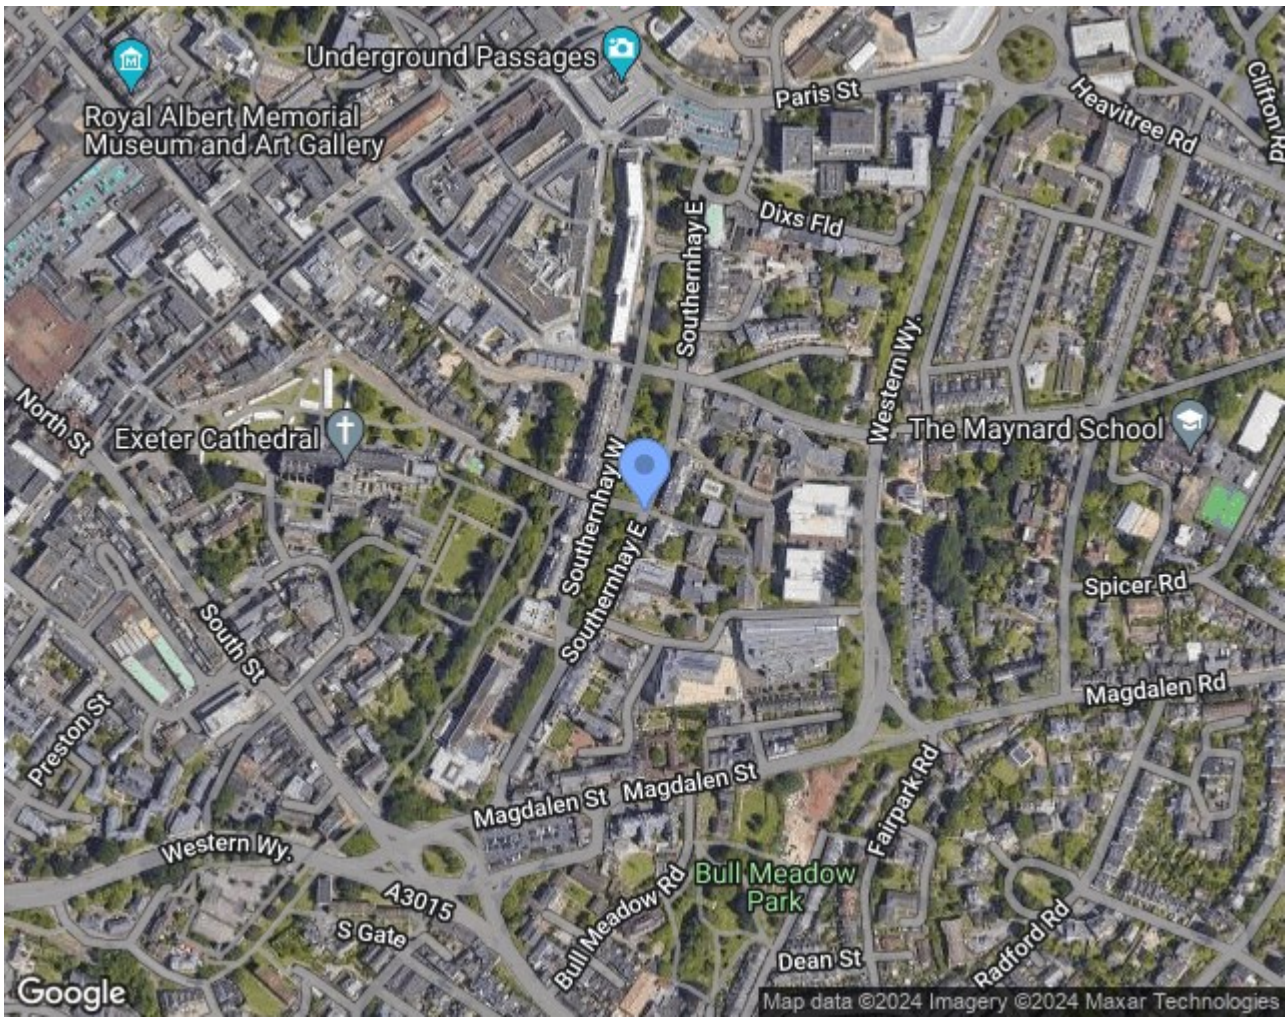 Underground Passages
Royal Albert Memorial
Museum and Art Gallery
Paris St
Heavitree Rd
Clifton Rd
Dixs Fld
Southernhay E
Western Wy.
North St
Exeter Cathedral
The Maynard School
Southernhay W
Southernhay E
Spicer Rd
South St
Magdalen Rd
Preston St
Magdalen St
Magdalen St
Fairpark Rd
Western Wy.
A3015
Bull Meadow
Park
Bull Meadow Rd
S Gate
Dean St
Radford Rd
Google
Map data ©2024 Imagery ©2024 Maxar Technologies